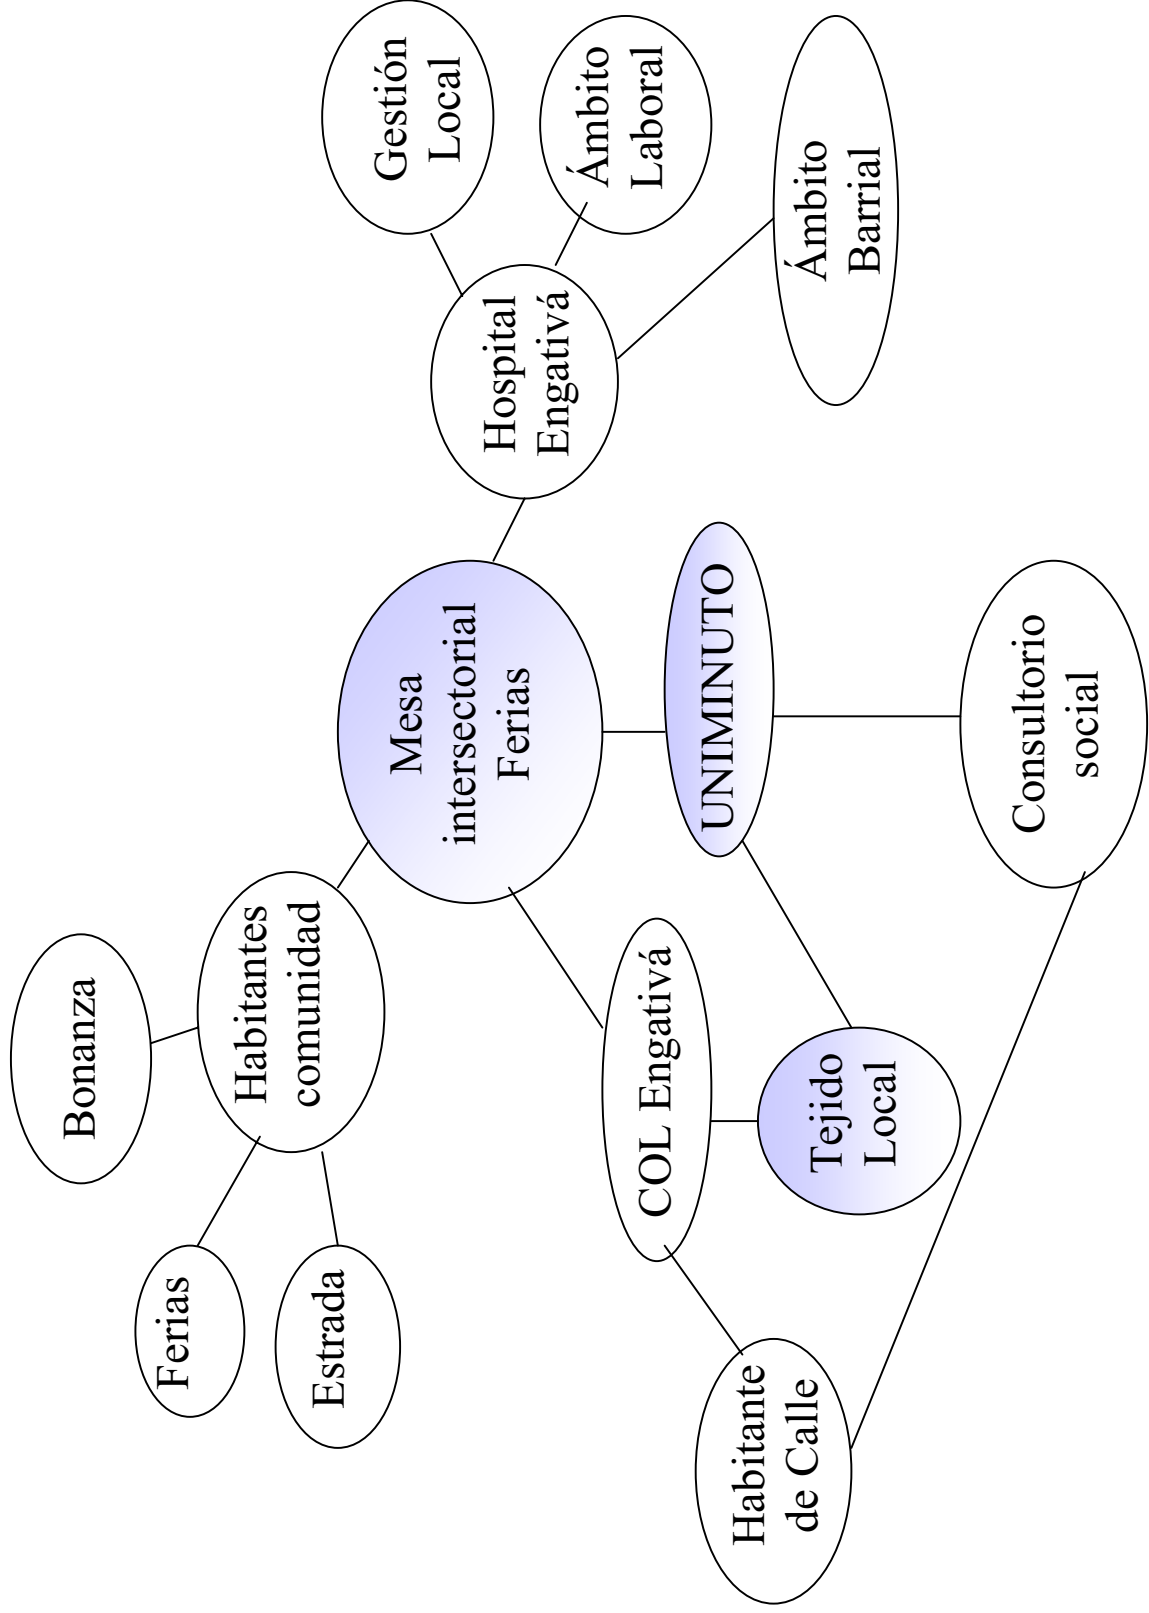 Bonanza
Ferias
Estrada
Habitantes
comunidad
Mesa
intersectorial
Ferias
Hospital
Engativá
Gestión
Local
Ámbito
Laboral
Ámbito
Barrial
UNIMINUTO
COL Engativá
Tejido
Local
Habitante
de Calle
Consultorio
social